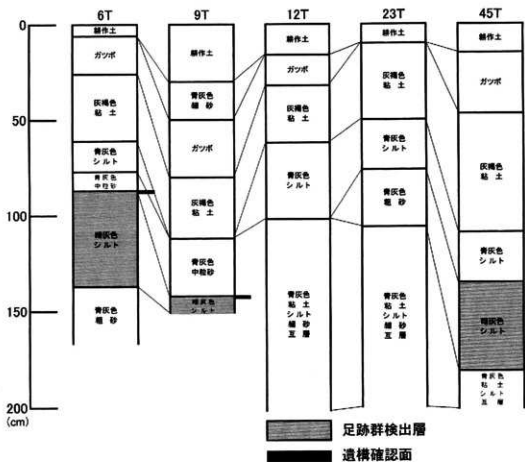 6T
9T
12T
23T
45T
0
50
100
150
200
(cm)
耕作土
ガツボ
灰褐色
粘土
青灰色
シルト
青灰色
中粒砂
暗灰色
シルト
青灰色
粗砂
耕作土
青灰色
細砂
ガツボ
灰褐色
粘土
青灰色
中粒砂
暗灰色
シルト
耕作土
ガツボ
灰褐色
粘土
青灰色
シルト
青灰色
粘土
シルト
細砂
互層
耕作土
灰褐色
粘土
青灰色
シルト
青灰色
粗砂
青灰色
粘土
シルト
細砂
互層
耕作土
ガツボ
灰褐色
粘土
青灰色
シルト
暗灰色
シルト
青灰色
粘土
シルト
互層
足跡群検出層
遺構確認面